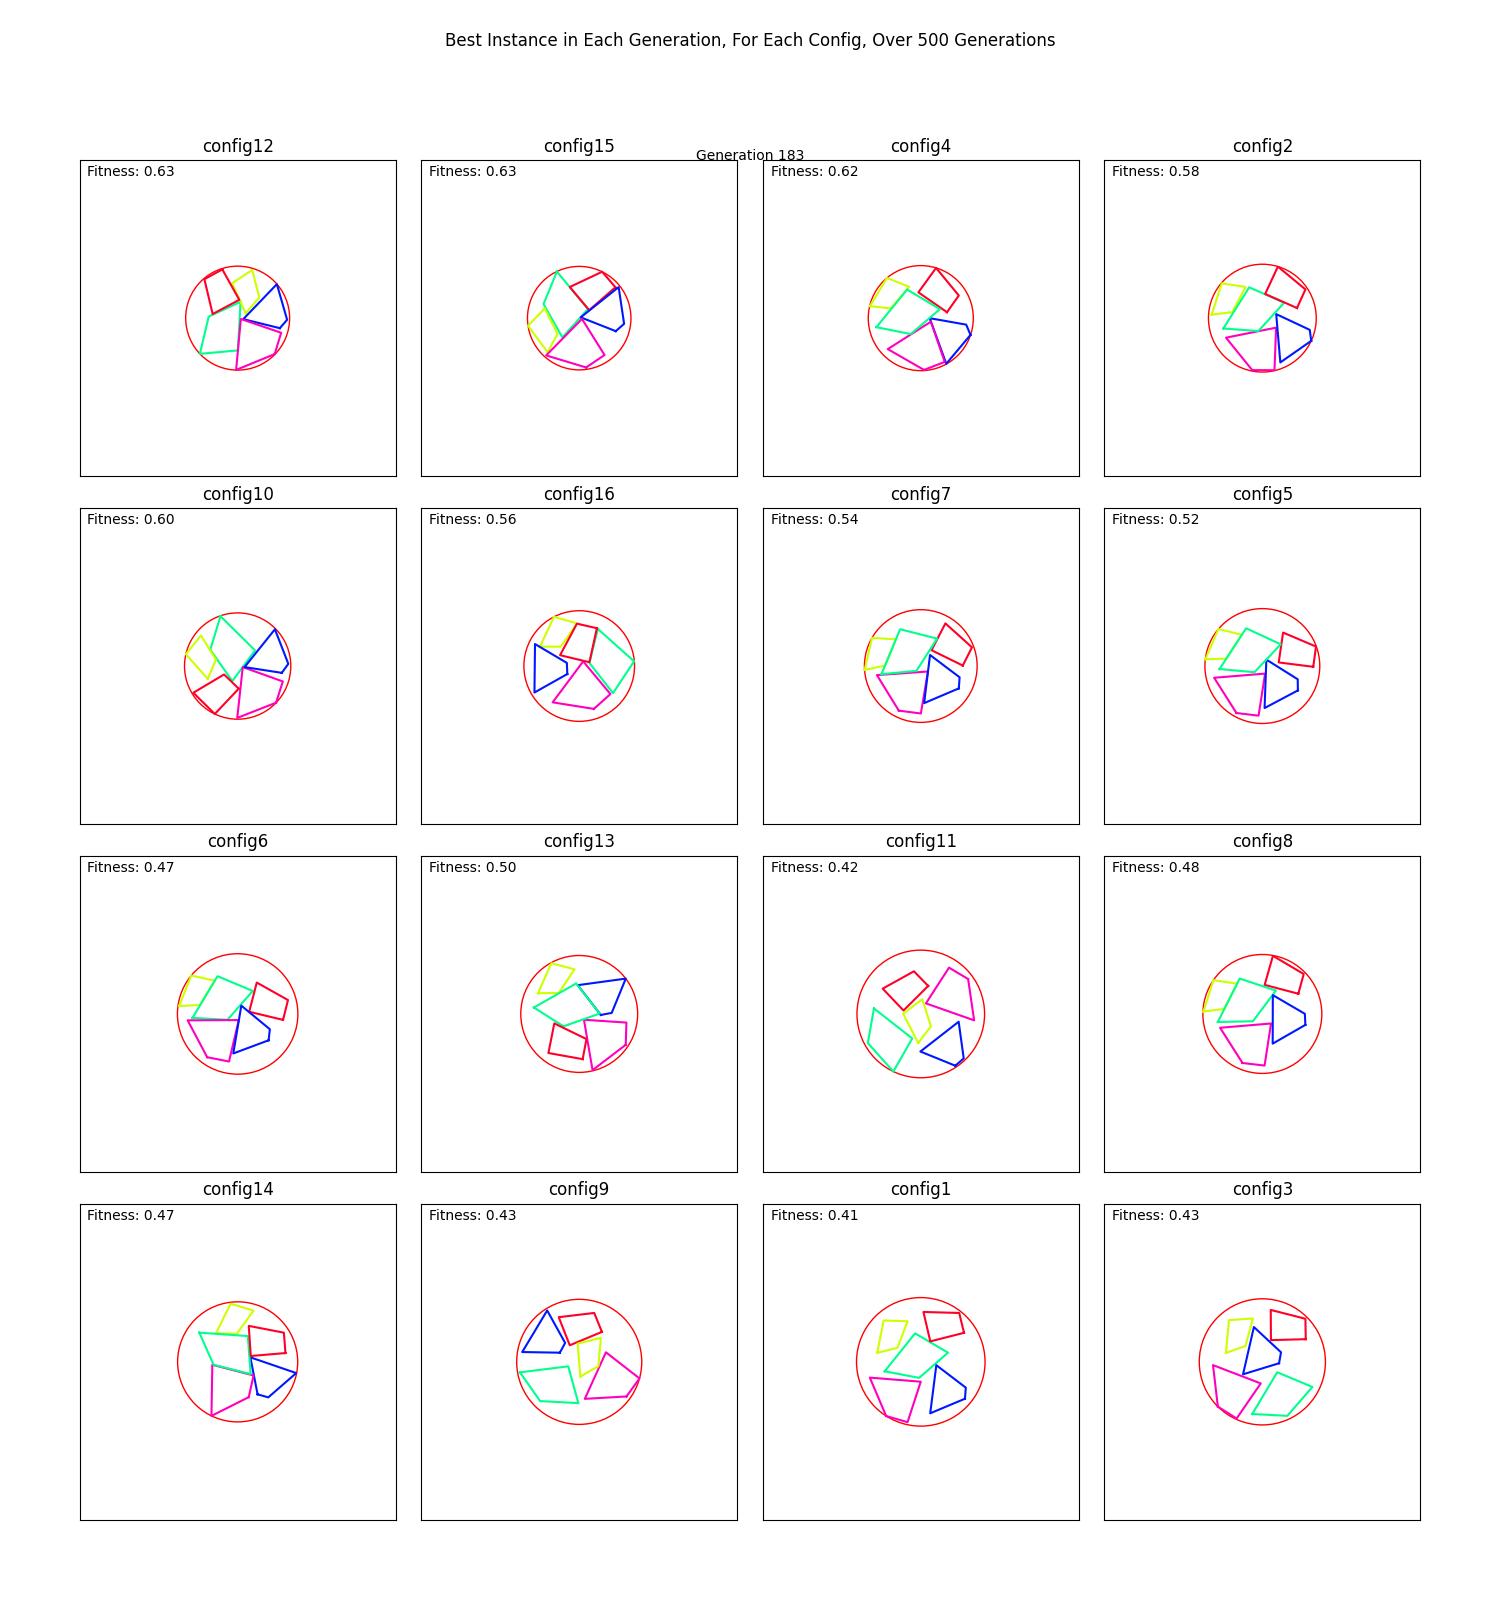 Best Instance in Each Generation, For Each Config, Over 500 Generations
config12
config15
config4
config2
Generation 183
Fitness: 0.63
Fitness: 0.63
Fitness: 0.62
Fitness: 0.58
config10
config16
config7
config5
Fitness: 0.60
Fitness: 0.56
Fitness: 0.54
Fitness: 0.52
config6
config13
config11
config8
Fitness: 0.47
Fitness: 0.50
Fitness: 0.42
Fitness: 0.48
config14
config9
config1
config3
Fitness: 0.47
Fitness: 0.43
Fitness: 0.41
Fitness: 0.43